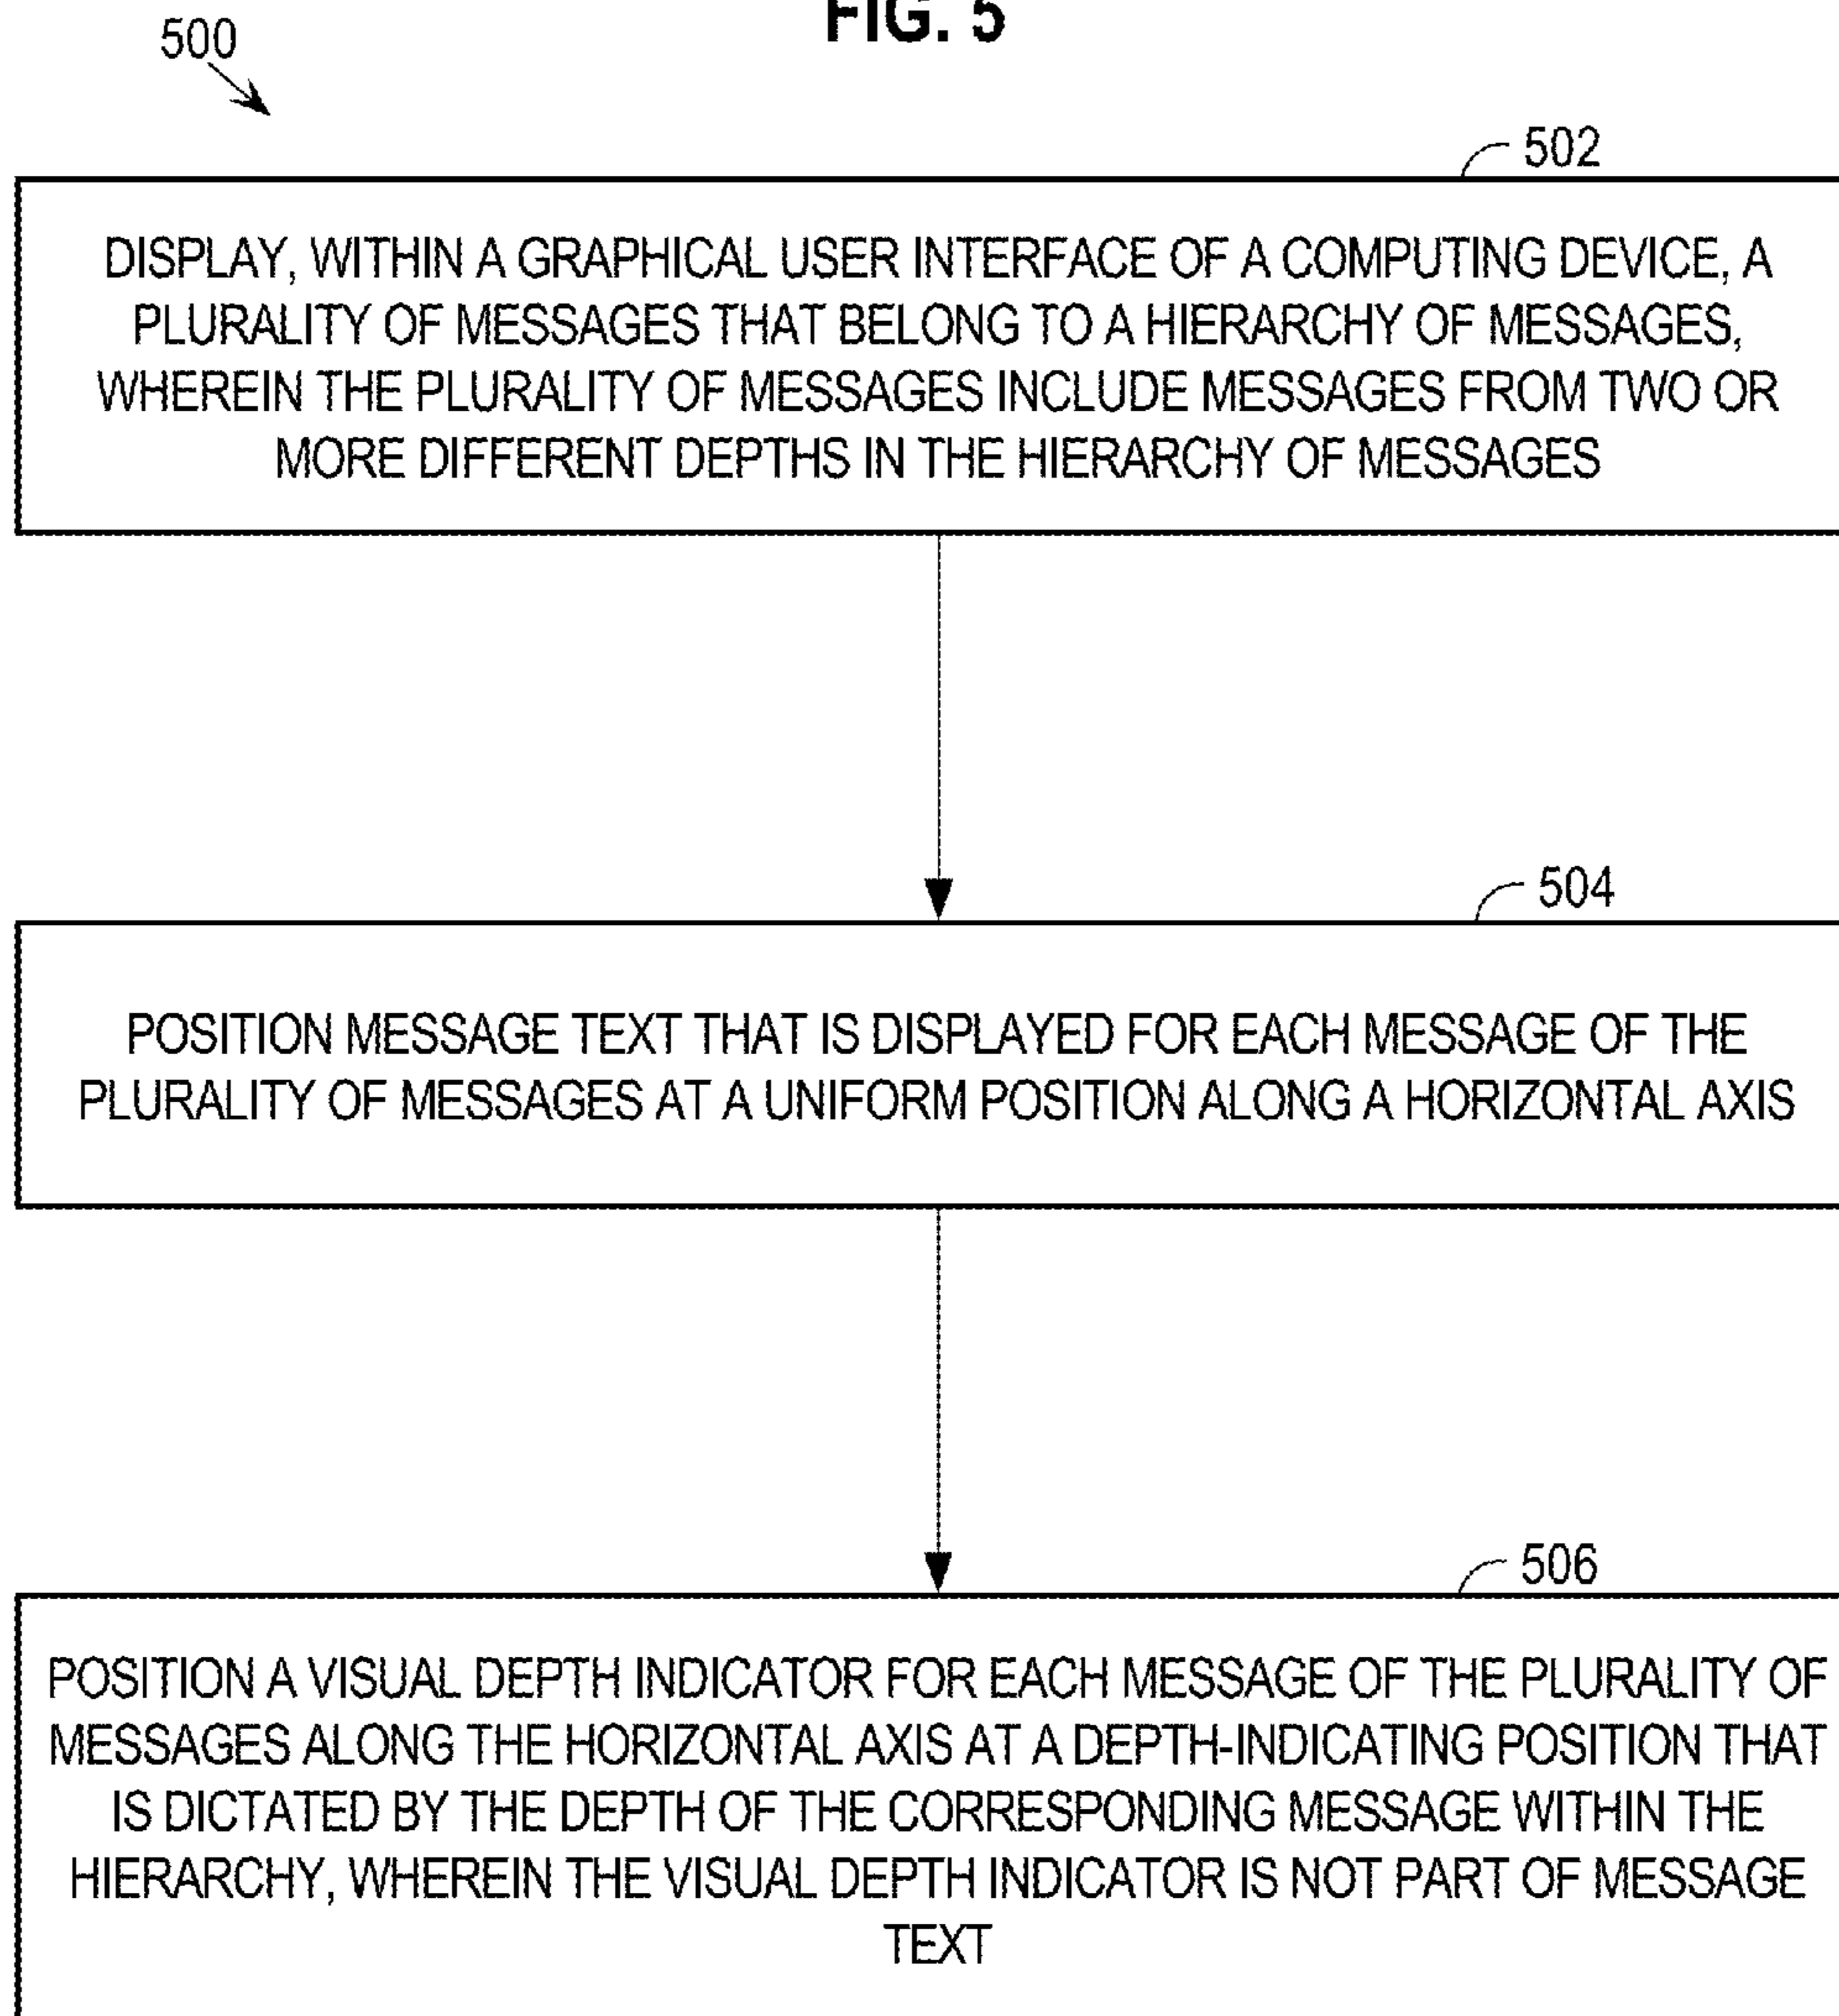 FIG. 5
500
502
DISPLAY, WITHIN A GRAPHICAL USER INTERFACE OF A COMPUTING DEVICE, A
PLURALITY OF MESSAGES THAT BELONG TO A HIERARCHY OF MESSAGES,
WHEREIN THE PLURALITY OF MESSAGES INCLUDE MESSAGES FROM TWO OR
MORE DIFFERENT DEPTHS IN THE HIERARCHY OF MESSAGES
504
POSITION MESSAGE TEXT THAT IS DISPLAYED FOR EACH MESSAGE OF THE
PLURALITY OF MESSAGES AT A UNIFORM POSITION ALONG A HORIZONTAL AXIS
506
POSITION A VISUAL DEPTH INDICATOR FOR EACH MESSAGE OF THE PLURALITY OF
MESSAGES ALONG THE HORIZONTAL AXIS AT A DEPTH-INDICATING POSITION THAT
IS DICTATED BY THE DEPTH OF THE CORRESPONDING MESSAGE WITHIN THE
HIERARCHY, WHEREIN THE VISUAL DEPTH INDICATOR IS NOT PART OF MESSAGE
TEXT